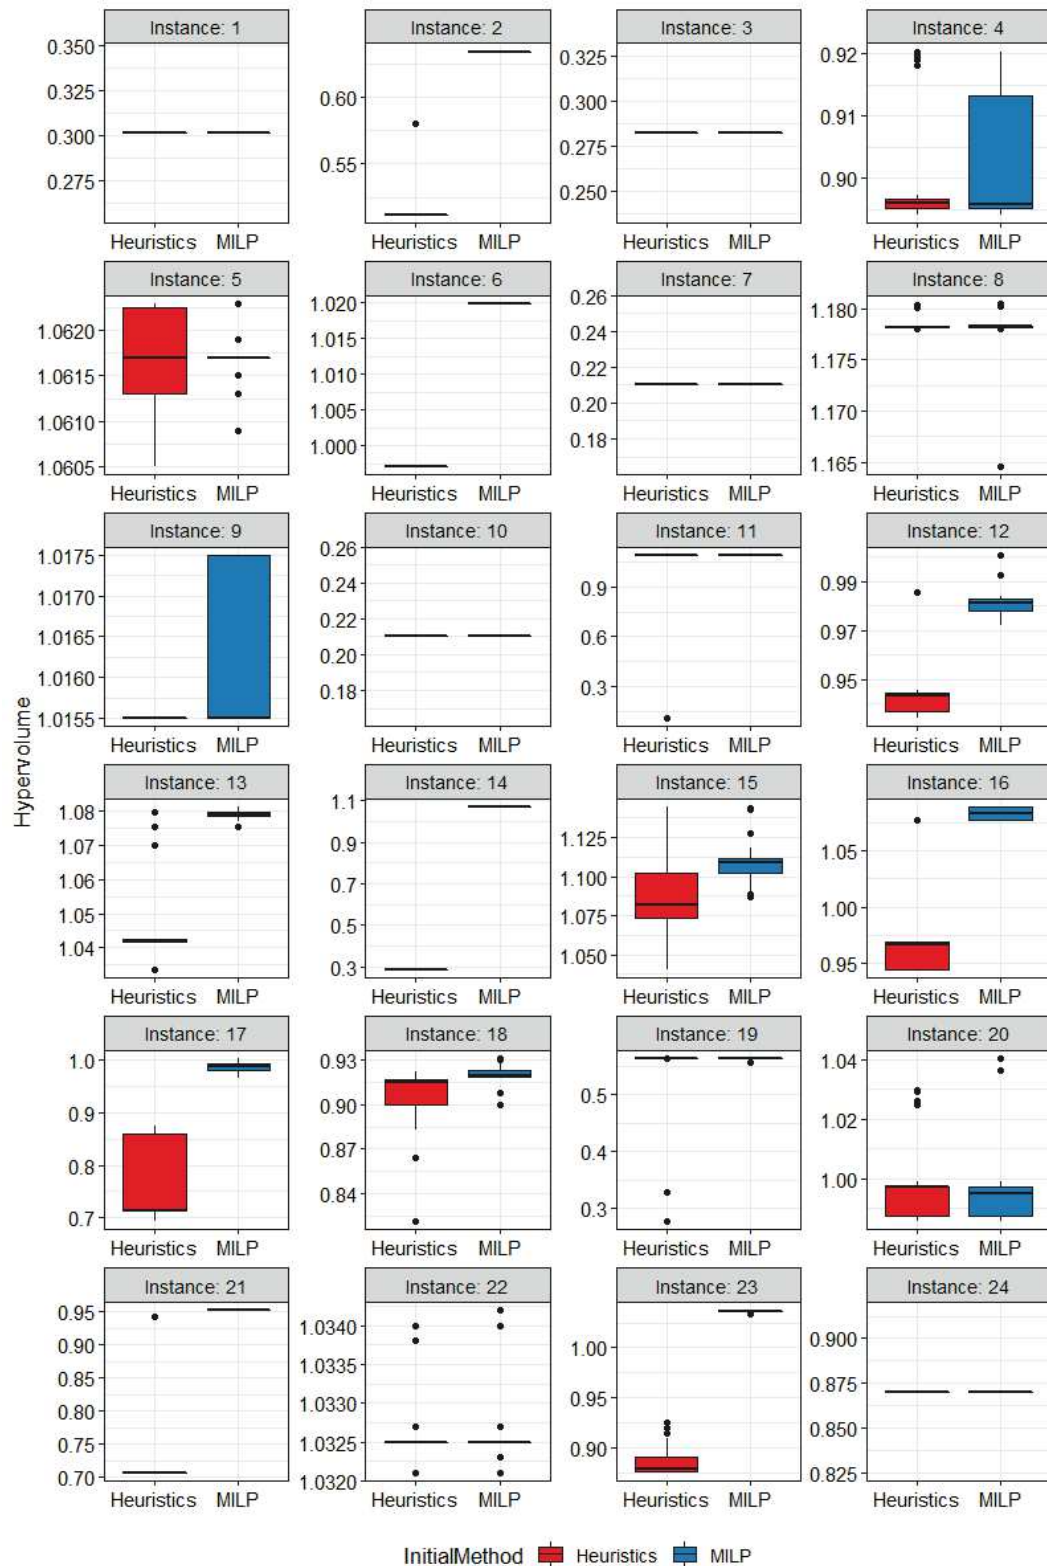 Instance: 1
0.350
0.325
0.300
0.275
Heuristics MILP
Instance: 2
0.60
0.55
Heuristics MILP
Instance: 3
0.325
0.300
0.275
0.250
Heuristics MILP
Instance: 4
0.92
0.91
0.90
Heuristics MILP
Instance: 5
1.0620
1.0615
1.0610
1.0605
Heuristics MILP
Instance: 6
1.020
1.015
1.010
1.005
1.000
Heuristics MILP
Instance: 7
0.26
0.24
0.22
0.20
0.18
Heuristics MILP
Instance: 8
1.180
1.175
1.170
1.165
Heuristics MILP
Instance: 9
1.0175
1.0170
1.0165
1.0160
1.0155
Heuristics MILP
Instance: 10
0.26
0.24
0.22
0.20
0.18
Heuristics MILP
Instance: 11
0.9
0.6
0.3
Heuristics MILP
Instance: 12
0.99
0.97
0.95
Heuristics MILP
Hypervolume
Instance: 13
1.08
1.07
1.06
1.05
1.04
Heuristics MILP
Instance: 14
1.1
0.9
0.7
0.5
0.3
Heuristics MILP
Instance: 15
1.125
1.100
1.075
1.050
Heuristics MILP
Instance: 16
1.05
1.00
0.95
Heuristics MILP
Instance: 17
1.0
0.9
0.8
0.7
Heuristics MILP
Instance: 18
0.93
0.90
0.87
0.84
Heuristics MILP
Instance: 19
0.5
0.4
0.3
Heuristics MILP
Instance: 20
1.04
1.02
1.00
Heuristics MILP
Instance: 21
0.95
0.90
0.85
0.80
0.75
0.70
Heuristics MILP
Instance: 22
1.0340
1.0335
1.0330
1.0325
1.0320
Heuristics MILP
Instance: 23
1.00
0.95
0.90
Heuristics MILP
Instance: 24
0.900
0.875
0.850
0.825
Heuristics MILP
InitialMethod Heuristics MILP